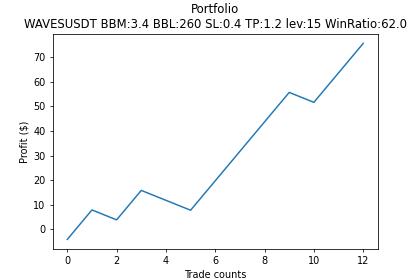 Portfolio
WAVESUSDT BBM:3.4 BBL:260 SL:0.4 TP:1.2 lev:15 WinRatio:62.0
Profit ($)
70
60
50
40
30
20
10
0
0 2 4 6 8 10 12
Trade counts